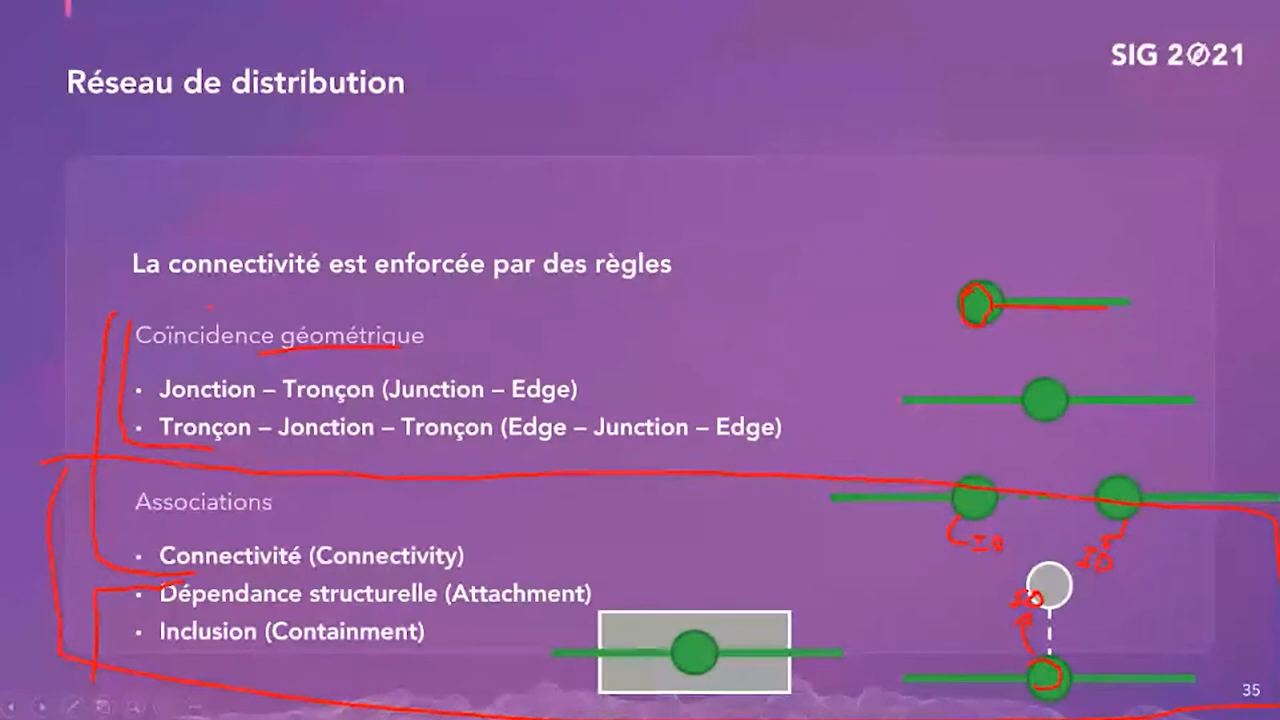 SIG 2021
Réseau de distribution
La connectivité est enforcée par des règles
Coïncidence géométrique
• Jonction – Tronçon (Junction – Edge)
• Tronçon – Jonction – Tronçon (Edge – Junction – Edge)
Associations
• Connectivité (Connectivity)
ID
• Dépendance structurelle (Attachment)
• Inclusion (Containment)
35